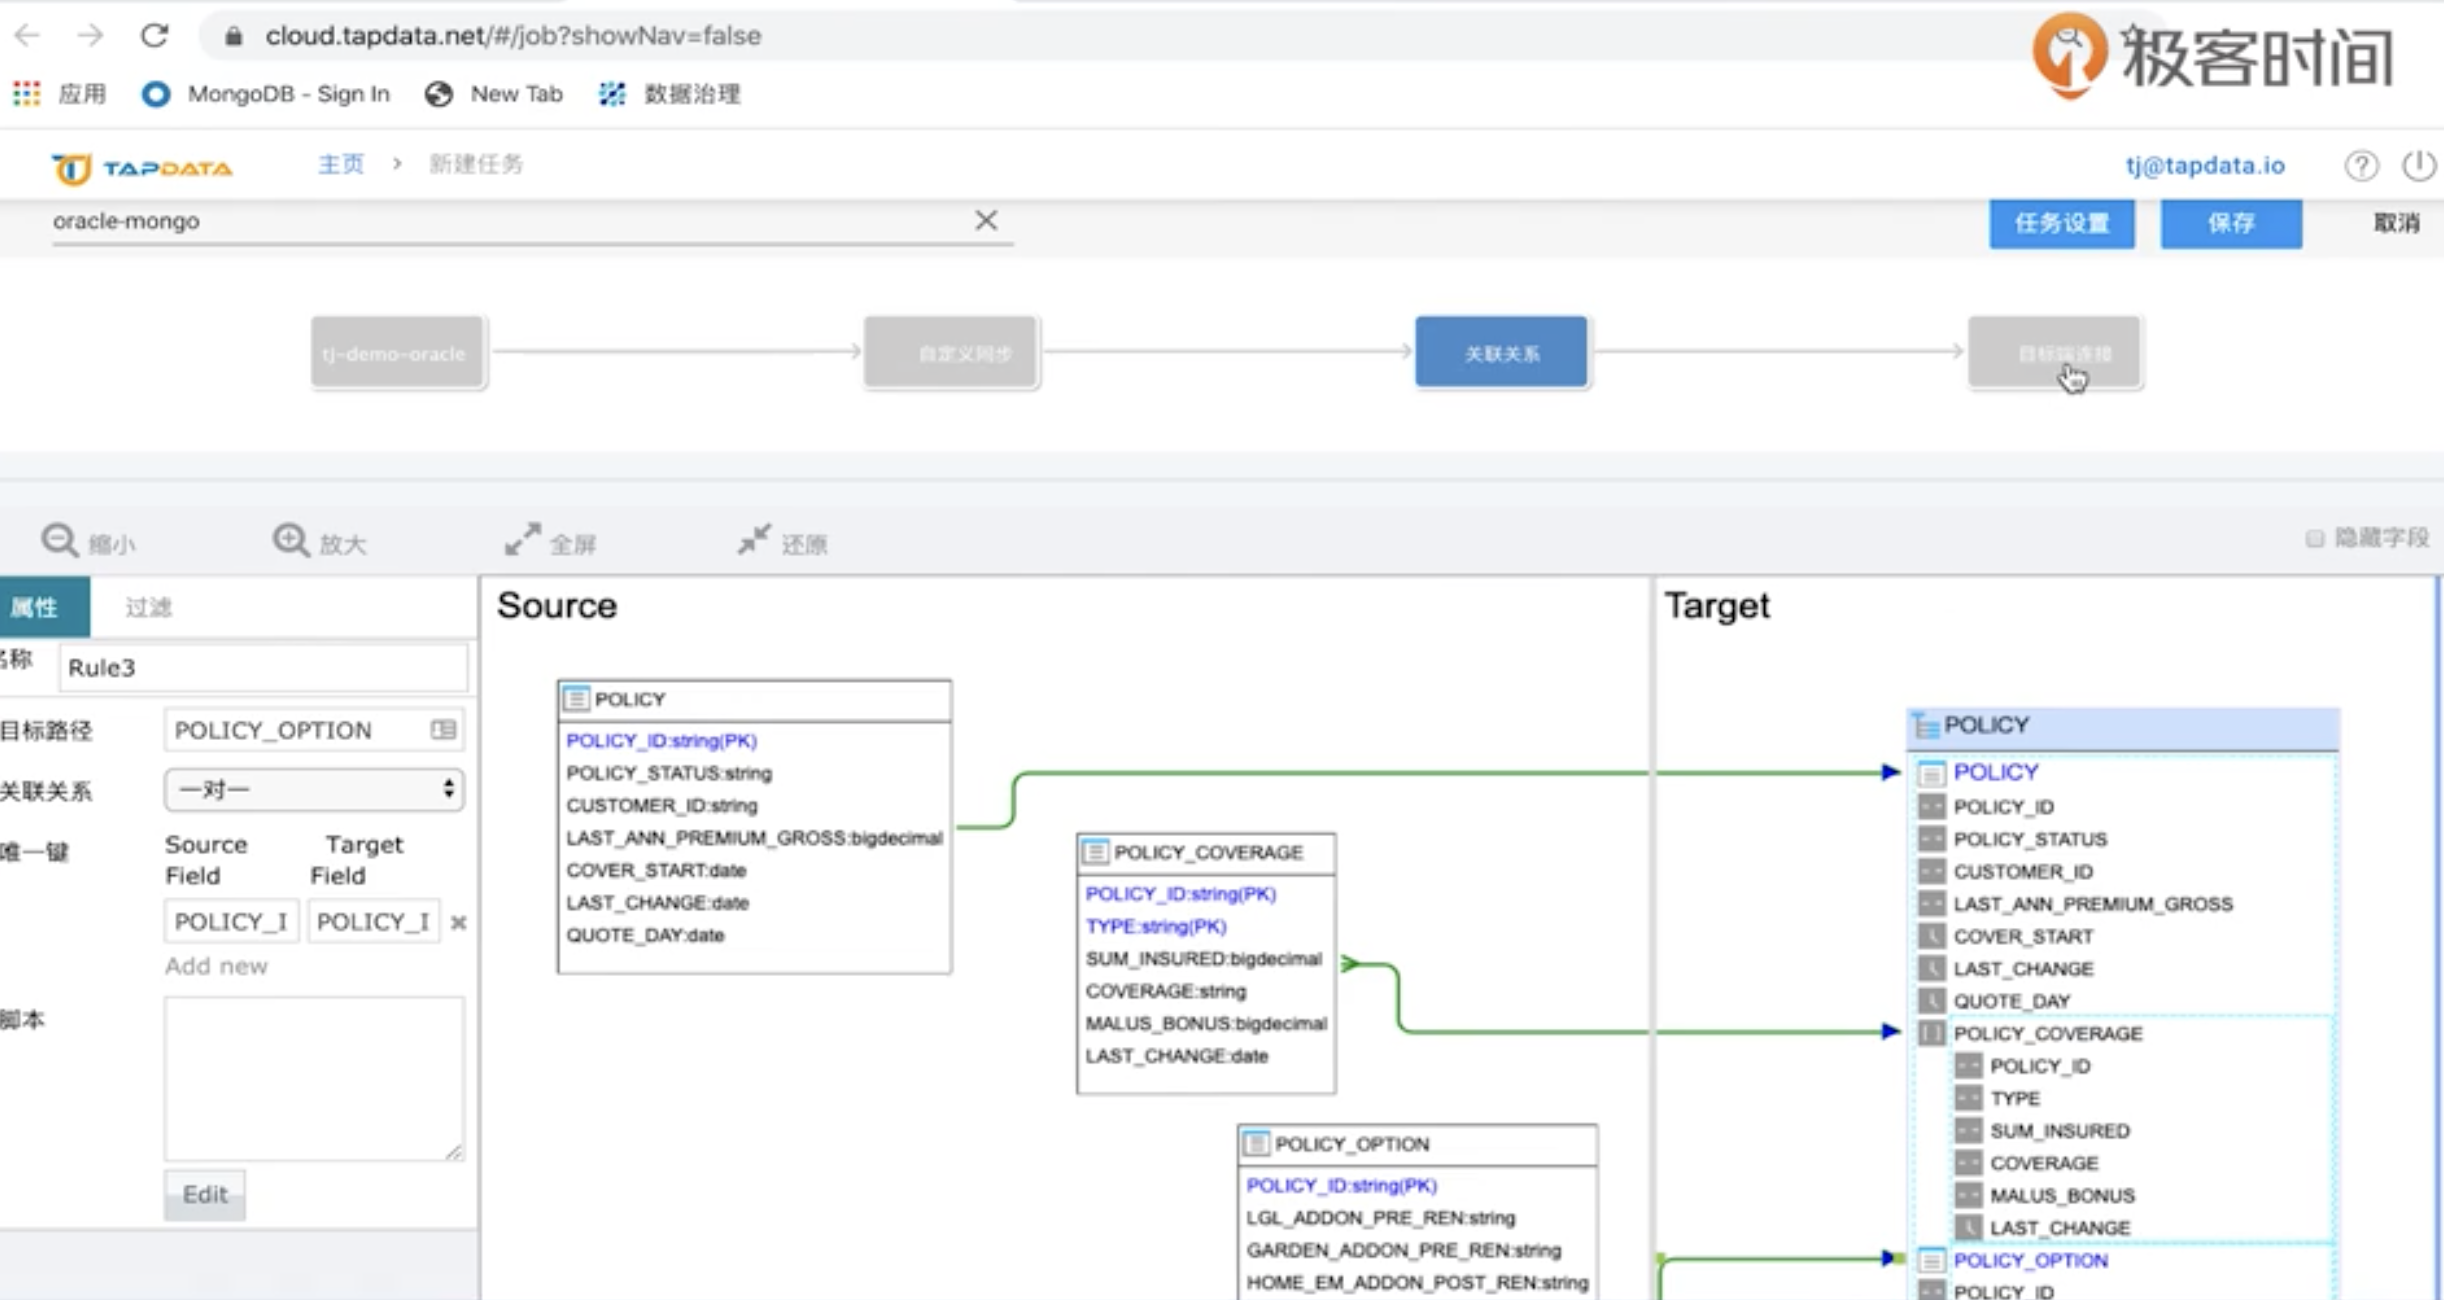 cloud.tapdata.net/#/job?showNav=false
极客时间
应用 MongoDB - Sign In New Tab 数据治理
TAPDATA 主页 > 新建任务 tj@tapdata.io ?
oracle-mongo 任务设置 保存 取消
tj-demo-oracle 自定义同步 关联关系 目标端连接
缩小 放大 全屏 还原 隐藏字段
属性 过滤
名称 Rule3
目标路径 POLICY_OPTION
关联关系 一对一
唯一键 Source Field Target Field
POLICY_I POLICY_I
Add new
脚本
Edit
Source
POLICY
POLICY_ID:string(PK)
POLICY_STATUS:string
CUSTOMER_ID:string
LAST_ANN_PREMIUM_GROSS:bigdecimal
COVER_START:date
LAST_CHANGE:date
QUOTE_DAY:date
POLICY_COVERAGE
POLICY_ID:string(PK)
TYPE:string(PK)
SUM_INSURED:bigdecimal
COVERAGE:string
MALUS_BONUS:bigdecimal
LAST_CHANGE:date
POLICY_OPTION
POLICY_ID:string(PK)
LGL_ADDON_PRE_REN:string
GARDEN_ADDON_PRE_REN:string
HOME_EM_ADDON_POST_REN:string
Target
POLICY
POLICY
POLICY_ID
POLICY_STATUS
CUSTOMER_ID
LAST_ANN_PREMIUM_GROSS
COVER_START
LAST_CHANGE
QUOTE_DAY
POLICY_COVERAGE
POLICY_ID
TYPE
SUM_INSURED
COVERAGE
MALUS_BONUS
LAST_CHANGE
POLICY_OPTION
POLICY_ID